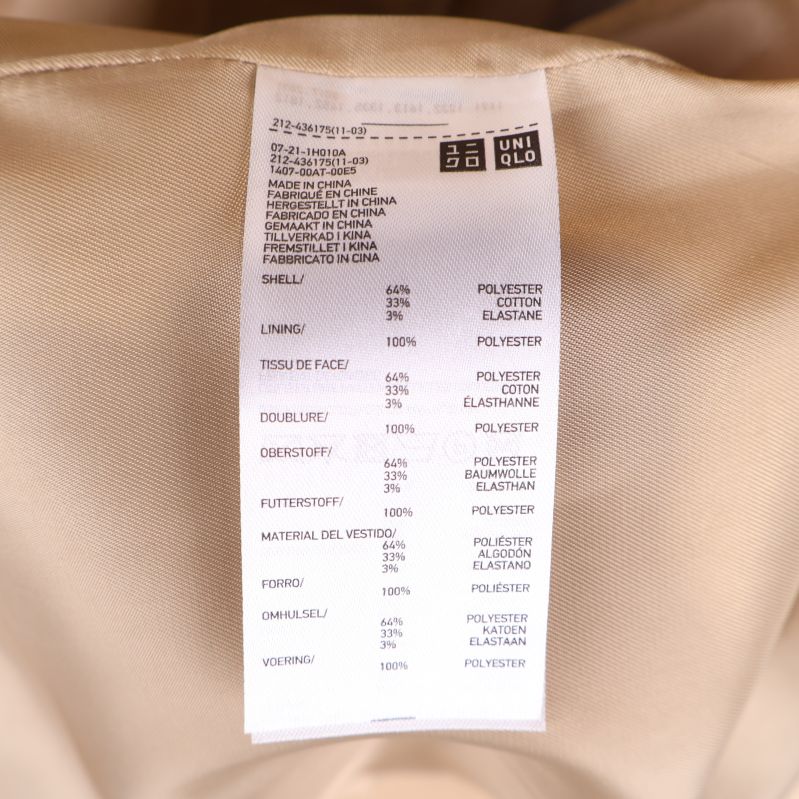 212-436175(11-03)
ユニ
クロ
UNI
QLO
07-21-1H010A
212-436175(11-03)
1407-00AT-00E5
MADE IN CHINA
FABRIQUÉ EN CHINE
HERGESTELLT IN CHINA
FABRICADO EN CHINA
GEMAAKT IN CHINA
TILLVERKAD I KINA
FREMSTILLET I KINA
FABBRICATO IN CINA
SHELL/
64% POLYESTER
33% COTTON
3% ELASTANE
LINING/
100% POLYESTER
TISSU DE FACE/
64% POLYESTER
33% COTON
3% ÉLASTHANNE
DOUBLURE/
100% POLYESTER
OBERSTOFF/
64% POLYESTER
33% BAUMWOLLE
3% ELASTHAN
FUTTERSTOFF/
100% POLYESTER
MATERIAL DEL VESTIDO/
64% POLIÉSTER
33% ALGODÓN
3% ELASTANO
FORRO/
100% POLIÉSTER
OMHULSEL/
64% POLYESTER
33% KATOEN
3% ELASTAAN
VOERING/
100% POLYESTER